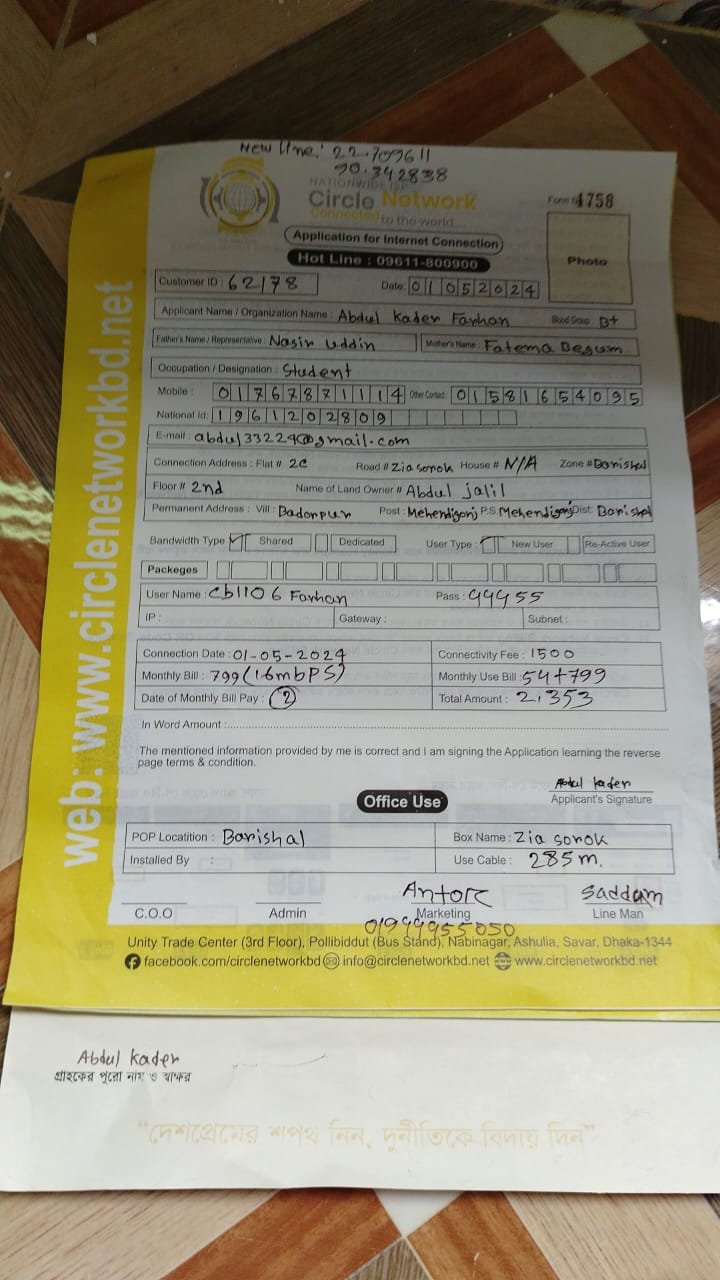 New line: 22.709611
90.342838
NATIONWIDE ISP
Circle Network
Connected to the world....
Form # 4758
Application for Internet Connection
Hot Line : 09611-800900
Photo
Customer ID : 62178 Date: 01052024
Applicant Name / Organization Name : Abdul Kader Farhan Blood Group : B+
Father's Name / Representative : Nasir Uddin Mother's Name : Fatema Begum
Occupation / Designation : Student
Mobile : 01767871114 Other Contact : 01581654095
National Id: 1961202809
E-mail : abdul33224@gmail.com
Connection Address : Flat # 2c Road # Zia sorok House # N/A Zone # Barishal
Floor # 2nd Name of Land Owner # Abdul jalil
Permanent Address : Vill : Badorpur Post : Mehendigonj P.S. Mehendigonj Dist: Barishal
Bandwidth Type Shared Dedicated User Type : New User Re-Active User
Packeges
User Name : cb1106 Farhan Pass : 44455
IP : Gateway : Subnet :
Connection Date : 01-05-2024 Connectivity Fee : 1500
Monthly Bill : 799 (16mbPS) Monthly Use Bill : 54+799
Date of Monthly Bill Pay : 2 Total Amount : 2,353
In Word Amount :
The mentioned information provided by me is correct and I am signing the Application learning the reverse
page terms & condition.
Abdul kader
Applicant's Signature
Office Use
POP Locatition : Barishal Box Name : Zia sorok
Installed By : Use Cable : 285m.
Antor Saddam
C.O.O Admin Marketing Line Man
01944955050
Unity Trade Center (3rd Floor), Pollibiddut (Bus Stand), Nabinagar, Ashulia, Savar, Dhaka-1344
facebook.com/circlenetworkbd info@circlenetworkbd.net www.circlenetworkbd.net
web: www.circlenetworkbd.net
Abdul kader
গ্রাহকের পুরো নাম ও স্বাক্ষর
"দেশপ্রেমের শপথ নিন, দুর্নীতিকে বিদায় দিন"